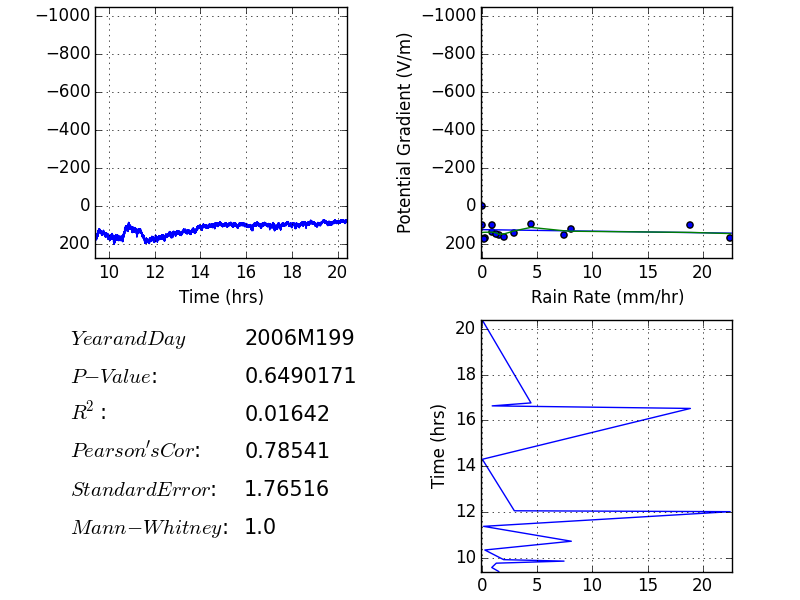 −1000
−800
−600
−400
−200
0
200
10 12 14 16 18 20
Time (hrs)
Potential Gradient (V/m)
−1000
−800
−600
−400
−200
0
200
0 5 10 15 20
Rain Rate (mm/hr)
YearandDay 2006M199
P−Value: 0.6490171
R²: 0.01642
Pearson'sCor: 0.78541
StandardError: 1.76516
Mann−Whitney: 1.0
Time (hrs)
20
18
16
14
12
10
0 5 10 15 20